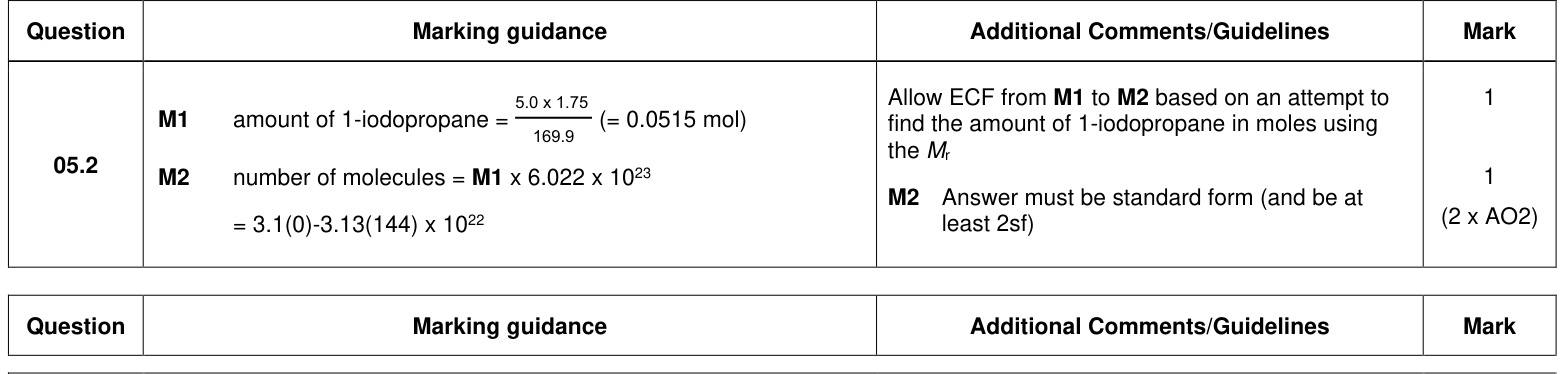 Question Marking guidance Additional Comments/Guidelines Mark
05.2
M1 amount of 1-iodopropane = 5.0 x 1.75 / 169.9 (= 0.0515 mol)
M2 number of molecules = M1 x 6.022 x 10²³
= 3.1(0)-3.13(144) x 10²²
Allow ECF from M1 to M2 based on an attempt to
find the amount of 1-iodopropane in moles using
the Mᵣ
M2 Answer must be standard form (and be at
least 2sf)
1
1
(2 x AO2)
Question Marking guidance Additional Comments/Guidelines Mark